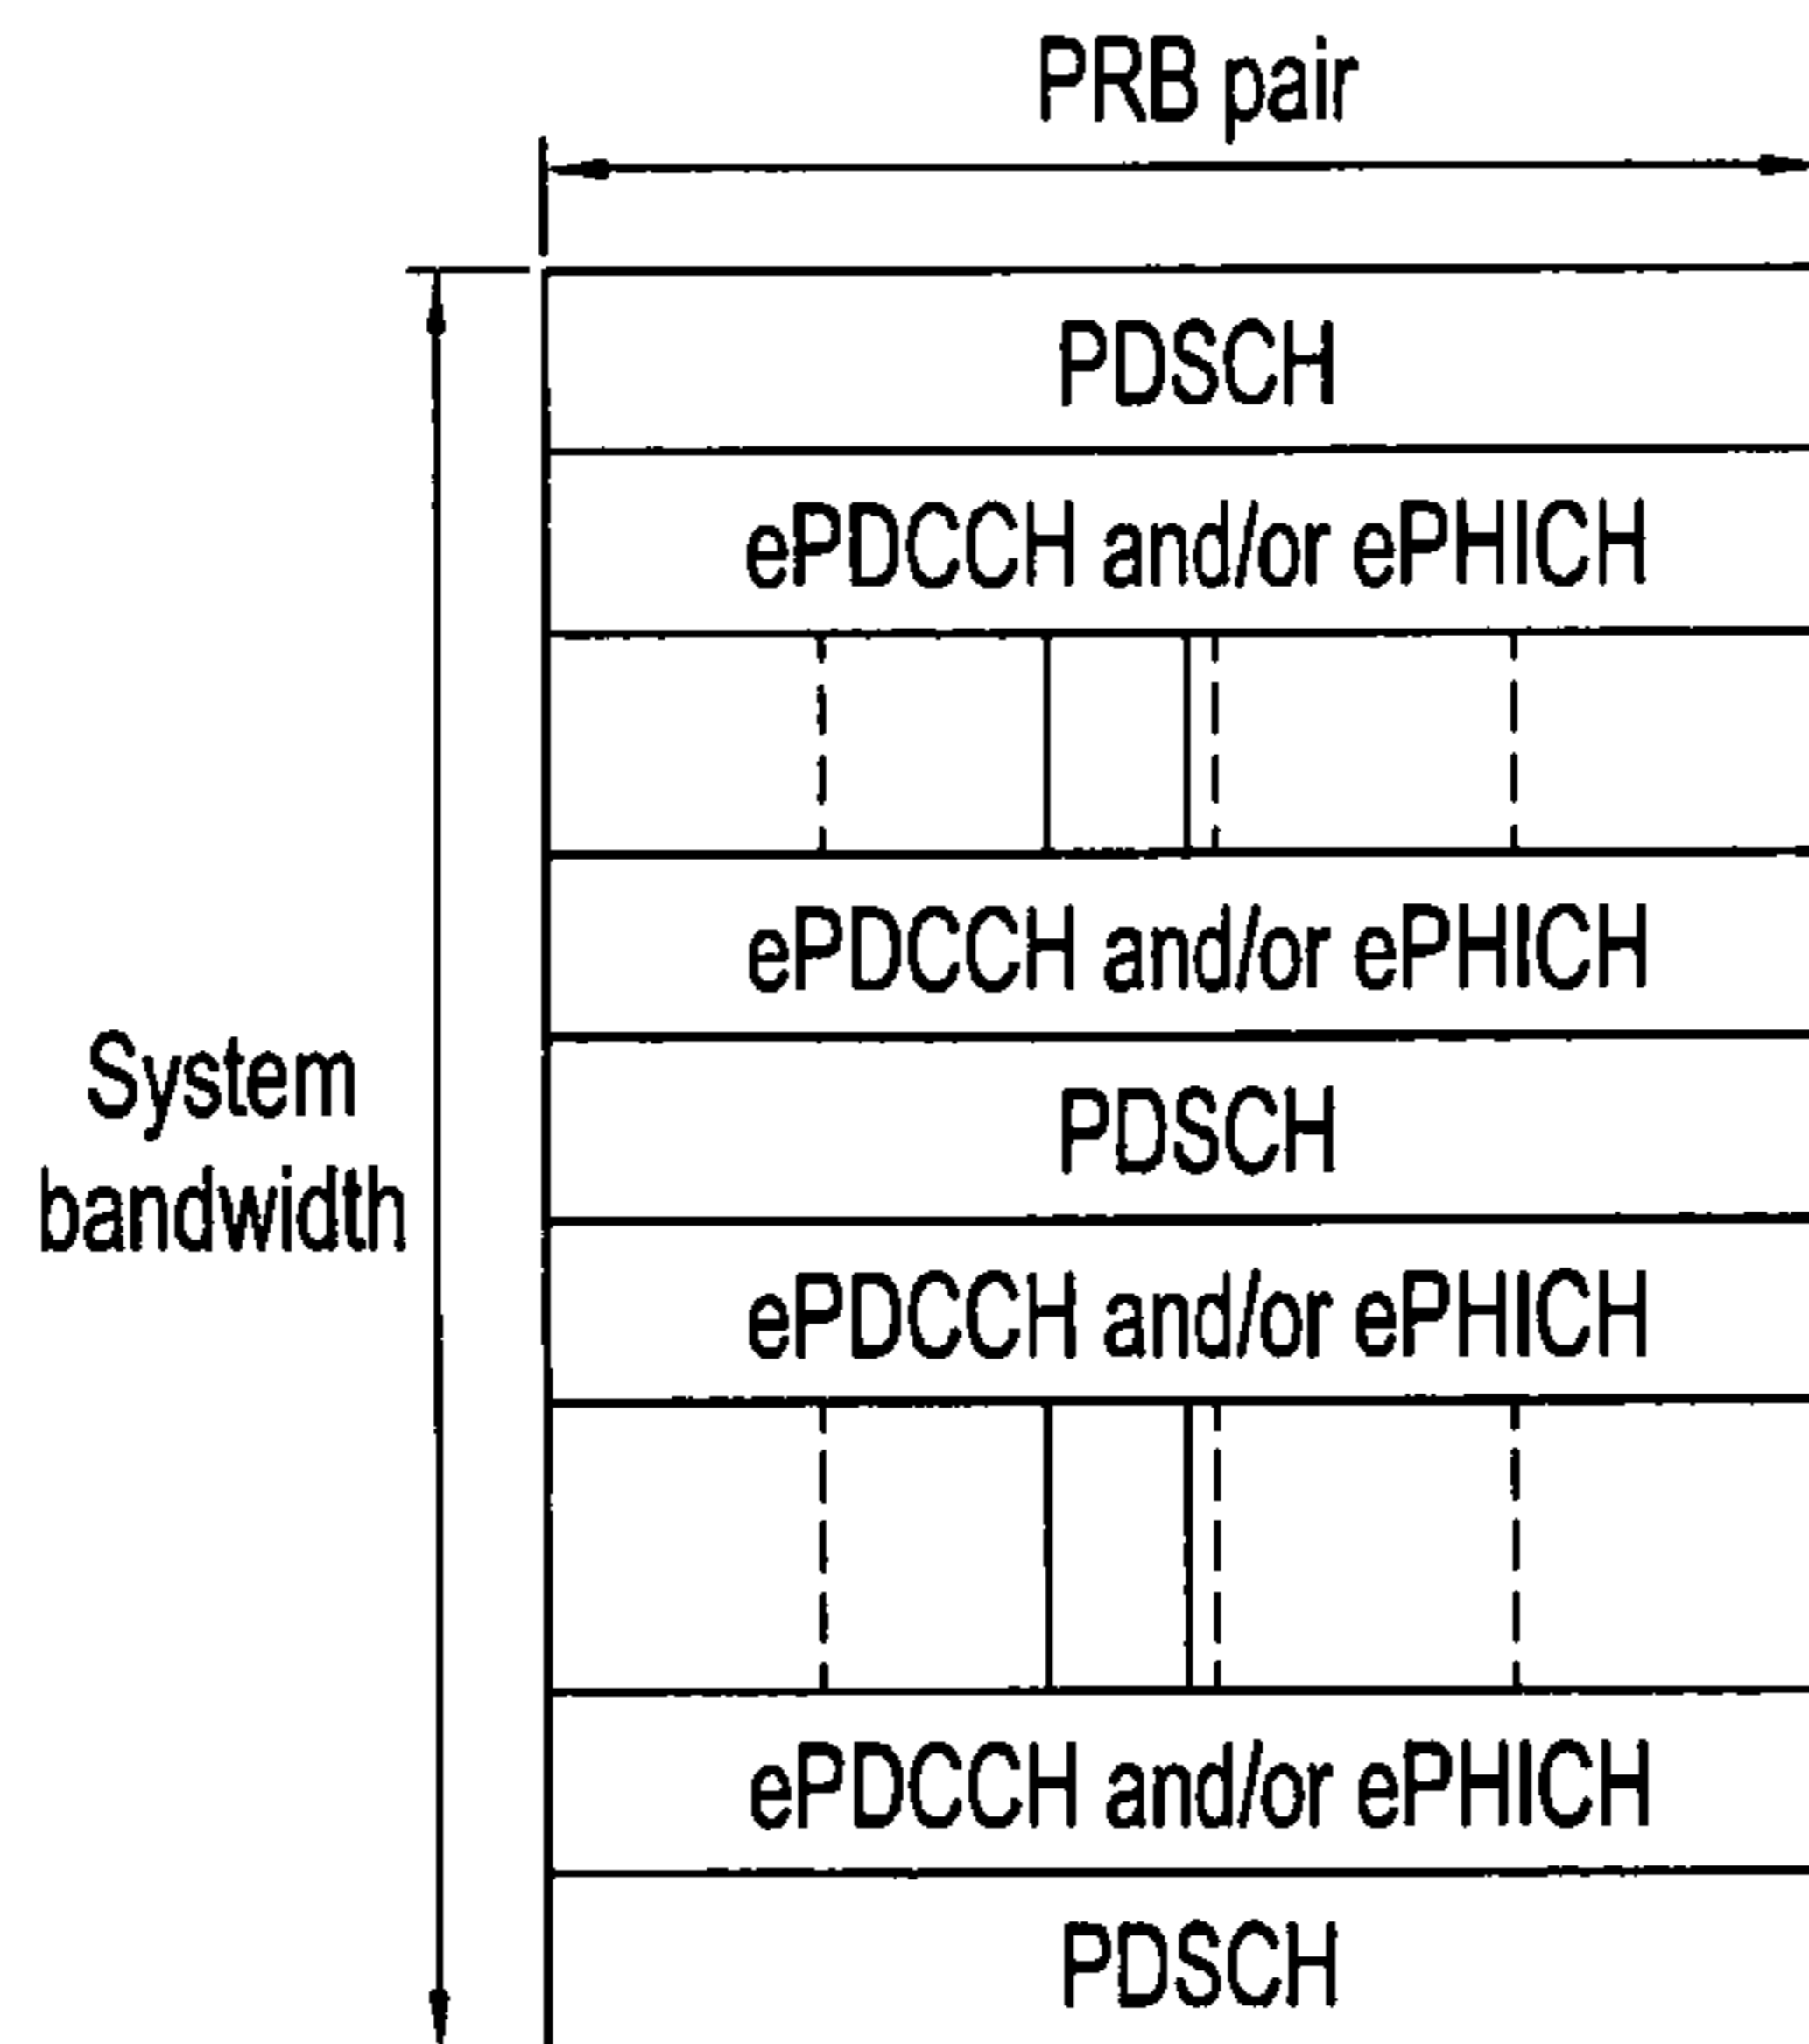 PRB pair
PDSCH
ePDCCH and/or ePHICH
ePDCCH and/or ePHICH
System
bandwidth
PDSCH
ePDCCH and/or ePHICH
ePDCCH and/or ePHICH
PDSCH